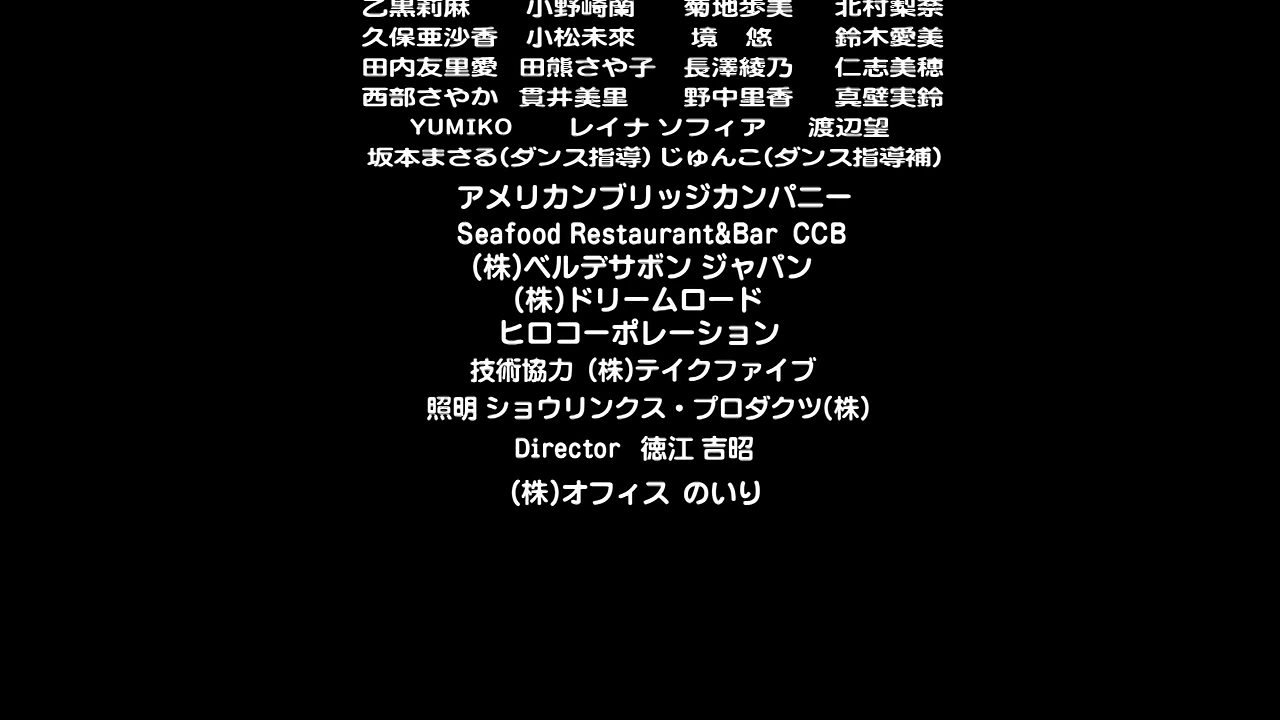 乙黒莉麻 小野崎蘭 菊地歩美 北村梨奈
久保亜沙香 小松未來 境 悠 鈴木愛美
田内友里愛 田熊さや子 長澤綾乃 仁志美穂
西部さやか 貫井美里 野中里香 真壁実鈴
YUMIKO レイナ ソフィア 渡辺望
坂本まさる(ダンス指導) じゅんこ(ダンス指導補)
アメリカンブリッジカンパニー
Seafood Restaurant&Bar CCB
(株)ベルデサボン ジャパン
(株)ドリームロード
ヒロコーポレーション
技術協力 (株)テイクファイブ
照明 ショウリンクス・プロダクツ(株)
Director 徳江 吉昭
(株)オフィス のいり